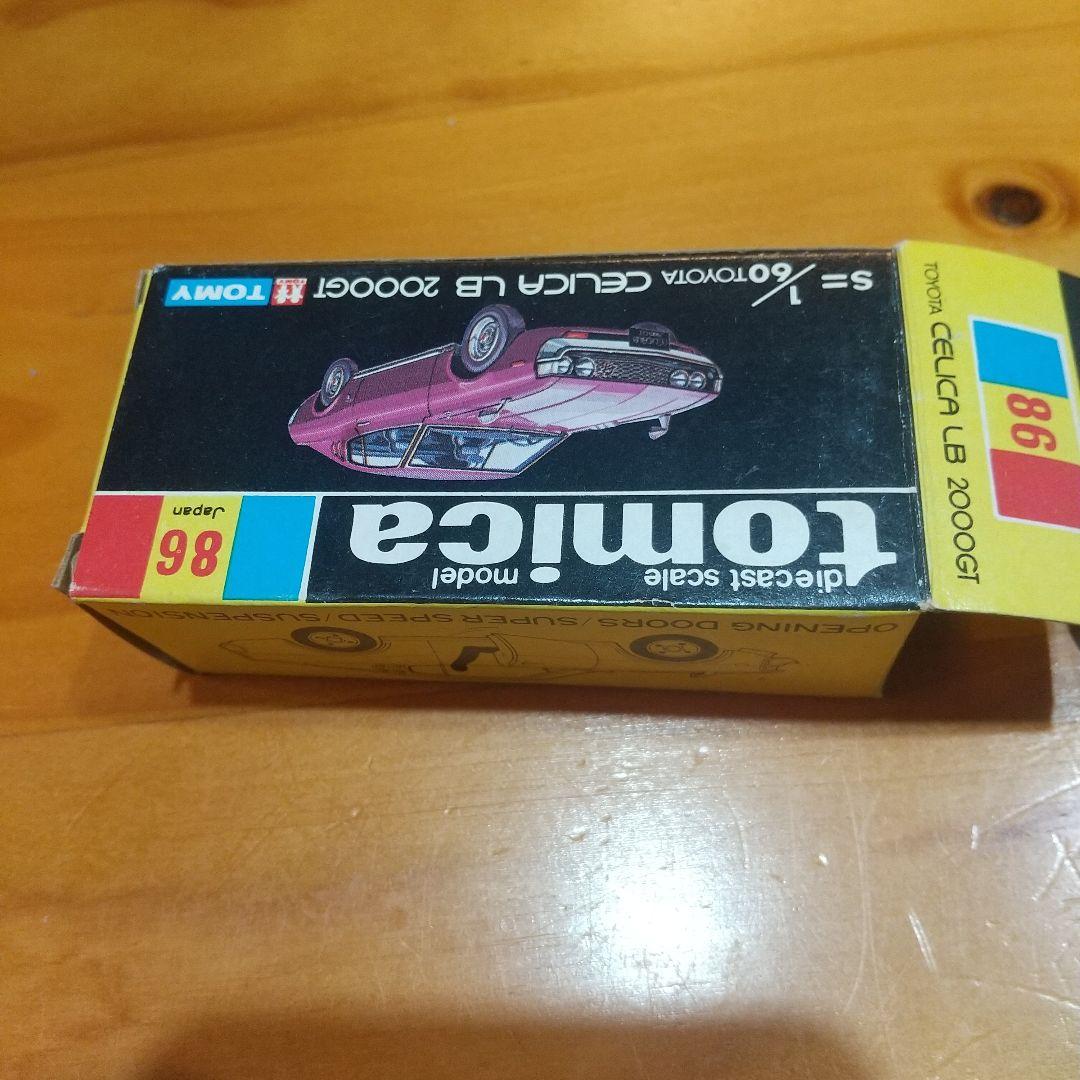 diecast scale model
tomica
86
Japan
S=1/60 TOYOTA CELICA LB 2000GT
TOMY
TOMY
OPENING DOORS/SUPER SPEED/SUSPENSION
86
TOYOTA CELICA LB 2000GT